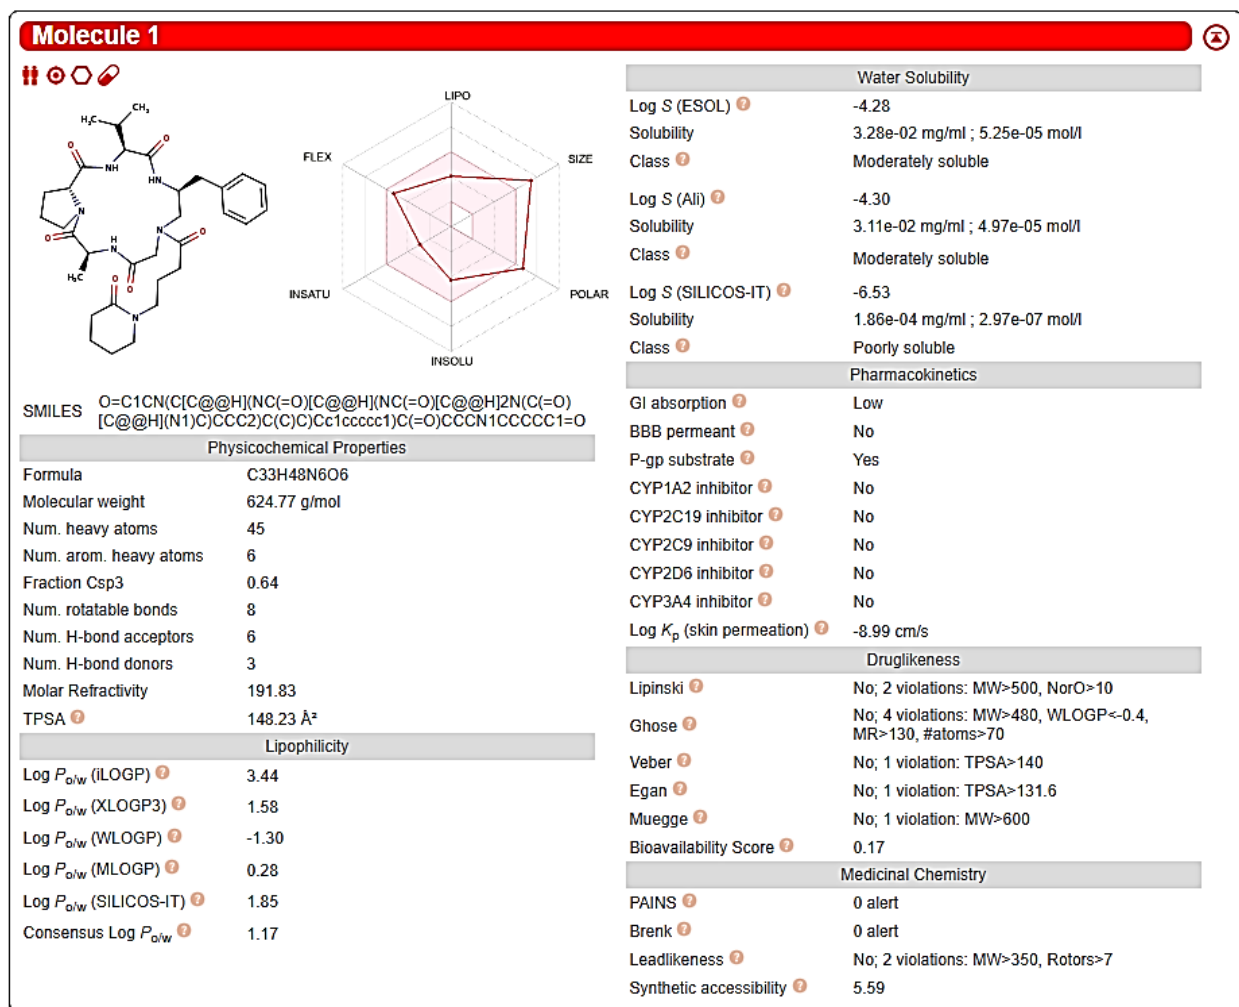 Molecule 1
H₃C
CH₃
O
O
NH
HN
N
O
O
H
N
N
H₃C
O
O
N
LIPO
FLEX
SIZE
INSATU
POLAR
INSOLU
SMILES O=C1CN(C[C@@H](NC(=O)[C@@H](NC(=O)[C@@H]2N(C(=O)
[C@@H](N1)C)CCC2)C(C)C)Cc1ccccc1)C(=O)CCCN1CCCCC1=O
Physicochemical Properties
Formula C33H48N6O6
Molecular weight 624.77 g/mol
Num. heavy atoms 45
Num. arom. heavy atoms 6
Fraction Csp3 0.64
Num. rotatable bonds 8
Num. H-bond acceptors 6
Num. H-bond donors 3
Molar Refractivity 191.83
TPSA ? 148.23 Å²
Lipophilicity
Log Po/w (iLOGP) ? 3.44
Log Po/w (XLOGP3) ? 1.58
Log Po/w (WLOGP) ? -1.30
Log Po/w (MLOGP) ? 0.28
Log Po/w (SILICOS-IT) ? 1.85
Consensus Log Po/w ? 1.17
Water Solubility
Log S (ESOL) ? -4.28
Solubility 3.28e-02 mg/ml ; 5.25e-05 mol/l
Class ? Moderately soluble
Log S (Ali) ? -4.30
Solubility 3.11e-02 mg/ml ; 4.97e-05 mol/l
Class ? Moderately soluble
Log S (SILICOS-IT) ? -6.53
Solubility 1.86e-04 mg/ml ; 2.97e-07 mol/l
Class ? Poorly soluble
Pharmacokinetics
GI absorption ? Low
BBB permeant ? No
P-gp substrate ? Yes
CYP1A2 inhibitor ? No
CYP2C19 inhibitor ? No
CYP2C9 inhibitor ? No
CYP2D6 inhibitor ? No
CYP3A4 inhibitor ? No
Log Kp (skin permeation) ? -8.99 cm/s
Druglikeness
Lipinski ? No; 2 violations: MW>500, NorO>10
Ghose ? No; 4 violations: MW>480, WLOGP<-0.4,
MR>130, #atoms>70
Veber ? No; 1 violation: TPSA>140
Egan ? No; 1 violation: TPSA>131.6
Muegge ? No; 1 violation: MW>600
Bioavailability Score ? 0.17
Medicinal Chemistry
PAINS ? 0 alert
Brenk ? 0 alert
Leadlikeness ? No; 2 violations: MW>350, Rotors>7
Synthetic accessibility ? 5.59